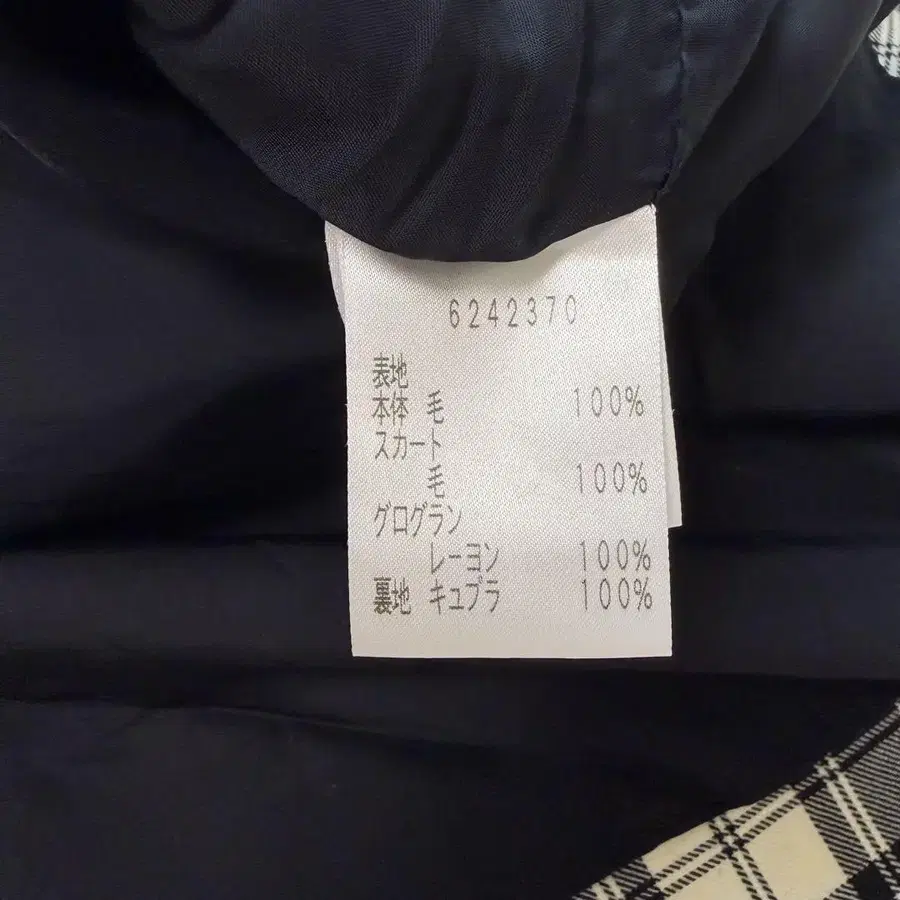 6242370
表地
本体 毛 100%
スカート
毛 100%
グログラン
レーヨン 100%
裏地 キュプラ 100%